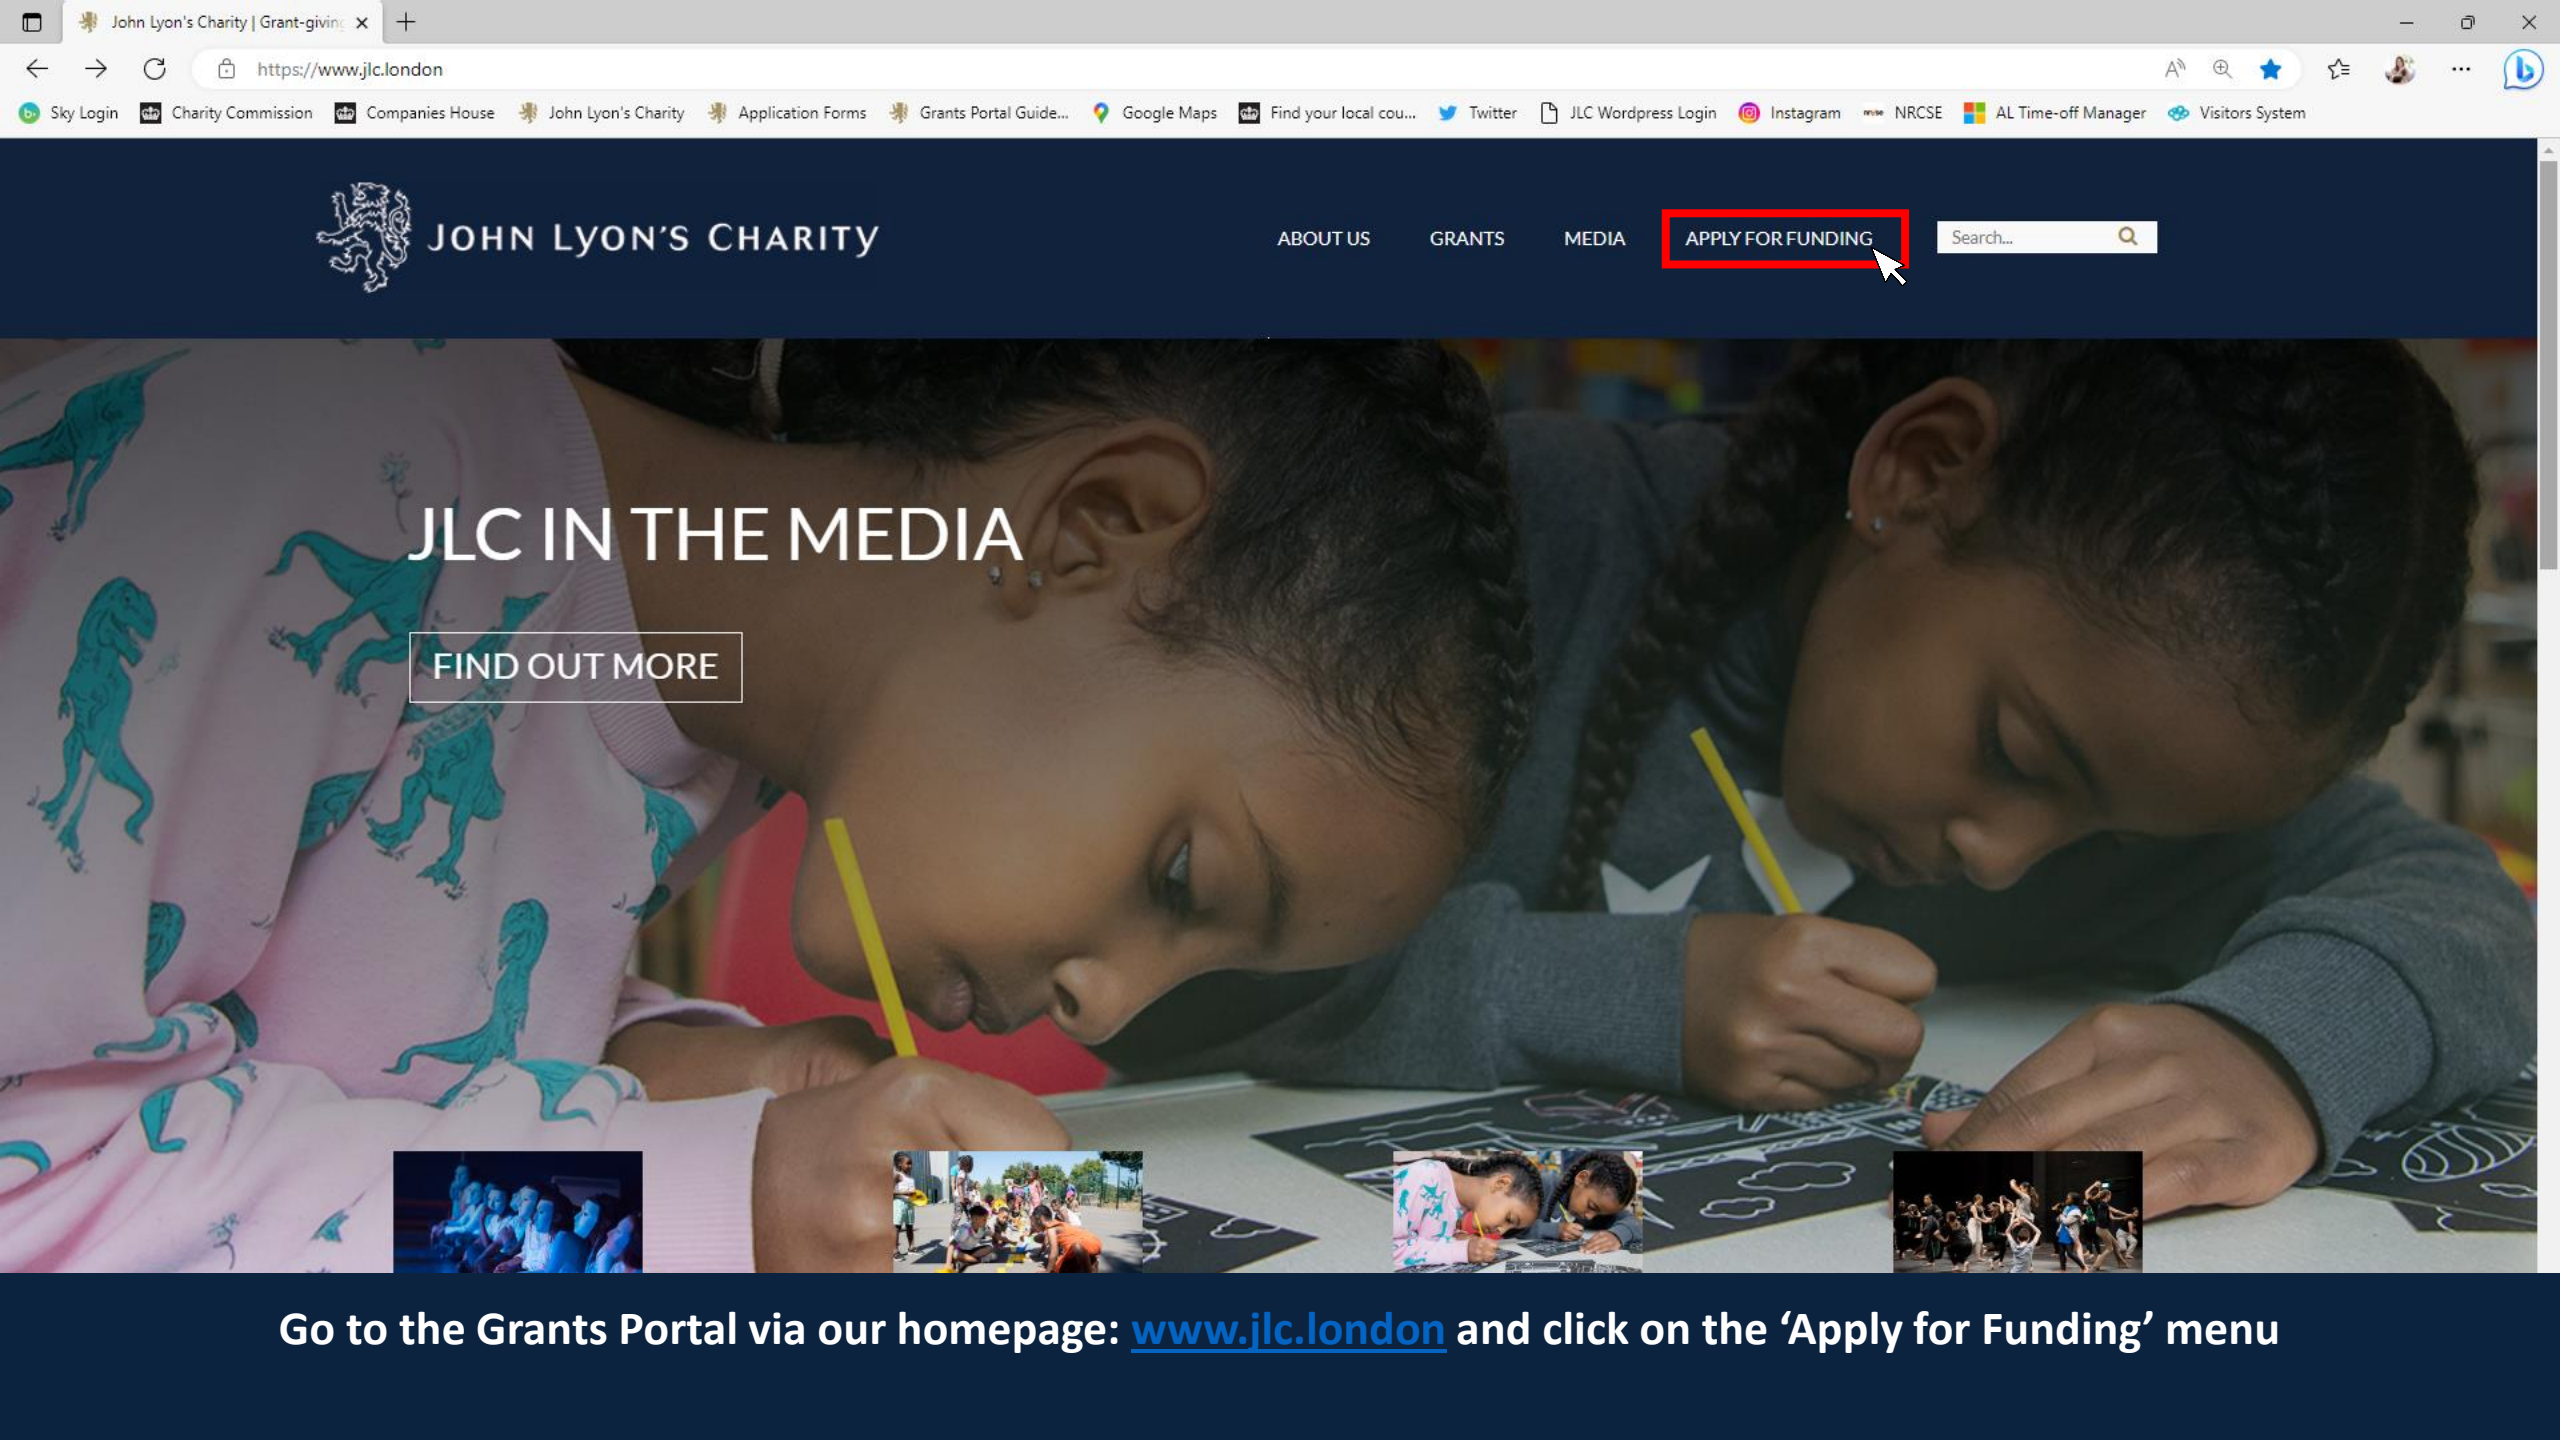 John Lyon's Charity | Grant-giving
https://www.jlc.london
Sky Login Charity Commission Companies House John Lyon's Charity Application Forms Grants Portal Guide... Google Maps Find your local cou... Twitter JLC Wordpress Login Instagram NRCSE AL Time-off Manager Visitors System
JOHN LYON'S CHARITY
ABOUT US GRANTS MEDIA APPLY FOR FUNDING Search...
JLC IN THE MEDIA
FIND OUT MORE
Go to the Grants Portal via our homepage: www.jlc.london and click on the ‘Apply for Funding’ menu